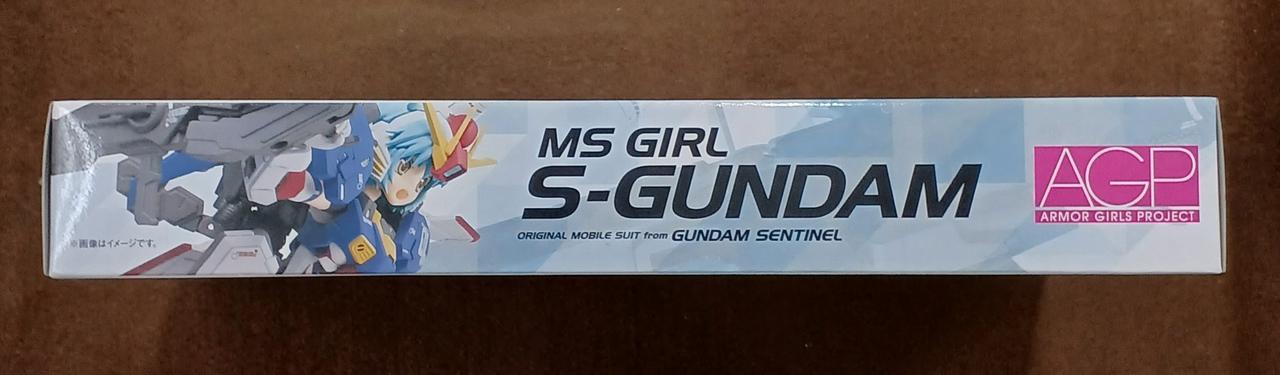 ※画像はイメージです。
MS GIRL
S-GUNDAM
ORIGINAL MOBILE SUIT from GUNDAM SENTINEL
AGP
ARMOR GIRLS PROJECT